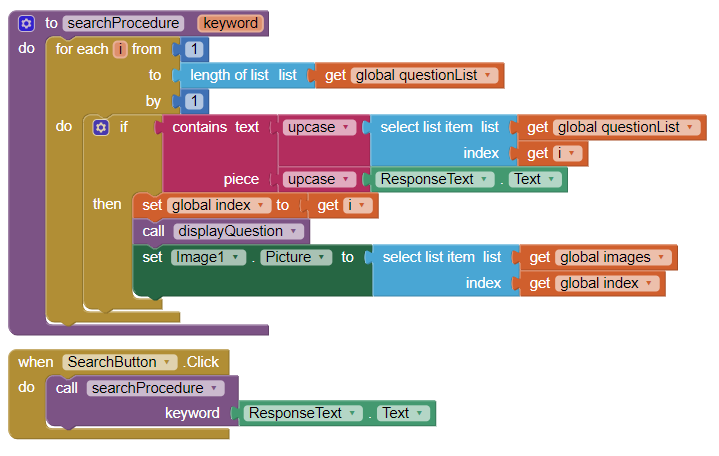 to searchProcedure keyword
do for each i from 1
to length of list list get global questionList
by 1
do if contains text upcase select list item list get global questionList
index get i
piece upcase ResponseText . Text
then set global index to get i
call displayQuestion
set Image1 . Picture to select list item list get global images
index get global index
when SearchButton .Click
do call searchProcedure
keyword ResponseText . Text